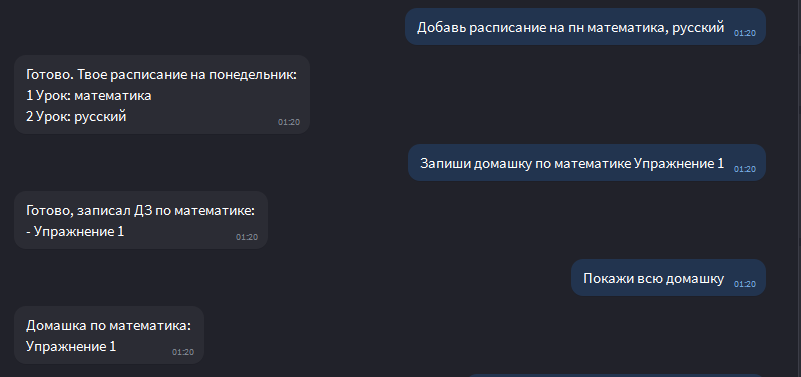 Добавь расписание на пн математика, русский 01:20
Готово. Твое расписание на понедельник:
1 Урок: математика
2 Урок: русский 01:20
Запиши домашку по математике Упражнение 1 01:20
Готово, записал ДЗ по математике:
- Упражнение 1 01:20
Покажи всю домашку 01:20
Домашка по математика:
Упражнение 1 01:20